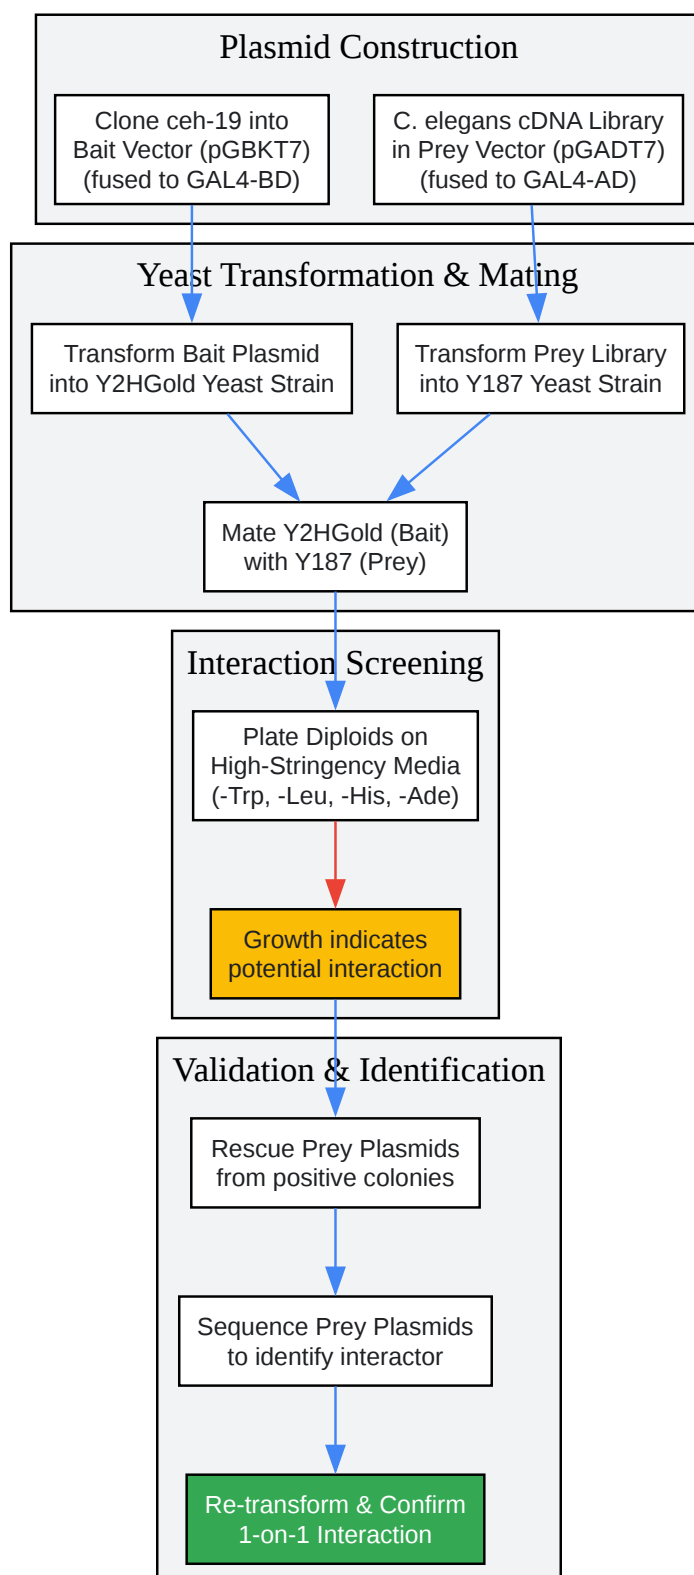 Plasmid Construction
Clone ceh-19 into
Bait Vector (pGBKT7)
(fused to GAL4-BD)
C. elegans cDNA Library
in Prey Vector (pGADT7)
(fused to GAL4-AD)
Yeast Transformation & Mating
Transform Bait Plasmid
into Y2HGold Yeast Strain
Transform Prey Library
into Y187 Yeast Strain
Mate Y2HGold (Bait)
with Y187 (Prey)
Interaction Screening
Plate Diploids on
High-Stringency Media
(-Trp, -Leu, -His, -Ade)
Growth indicates
potential interaction
Validation & Identification
Rescue Prey Plasmids
from positive colonies
Sequence Prey Plasmids
to identify interactor
Re-transform & Confirm
1-on-1 Interaction